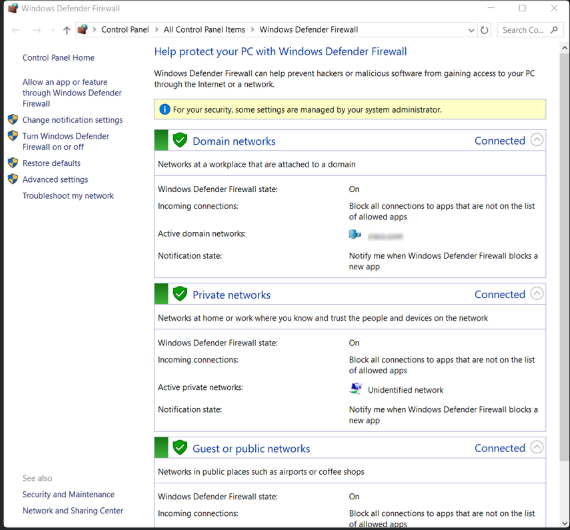 Windows Defender Firewall
Control Panel > All Control Panel Items > Windows Defender Firewall
Search Co...
Control Panel Home
Allow an app or feature
through Windows Defender
Firewall
Change notification settings
Turn Windows Defender
Firewall on or off
Restore defaults
Advanced settings
Troubleshoot my network
See also
Security and Maintenance
Network and Sharing Center
Help protect your PC with Windows Defender Firewall
Windows Defender Firewall can help prevent hackers or malicious software from gaining access to your PC
through the Internet or a network.
For your security, some settings are managed by your system administrator.
Domain networks Connected
Networks at a workplace that are attached to a domain
Windows Defender Firewall state: On
Incoming connections: Block all connections to apps that are not on the list
of allowed apps
Active domain networks:
Notification state: Notify me when Windows Defender Firewall blocks a
new app
Private networks Connected
Networks at home or work where you know and trust the people and devices on the network
Windows Defender Firewall state: On
Incoming connections: Block all connections to apps that are not on the list
of allowed apps
Active private networks: Unidentified network
Notification state: Notify me when Windows Defender Firewall blocks a
new app
Guest or public networks Connected
Networks in public places such as airports or coffee shops
Windows Defender Firewall state: On
Incoming connections: Block all connections to apps that are not on the list